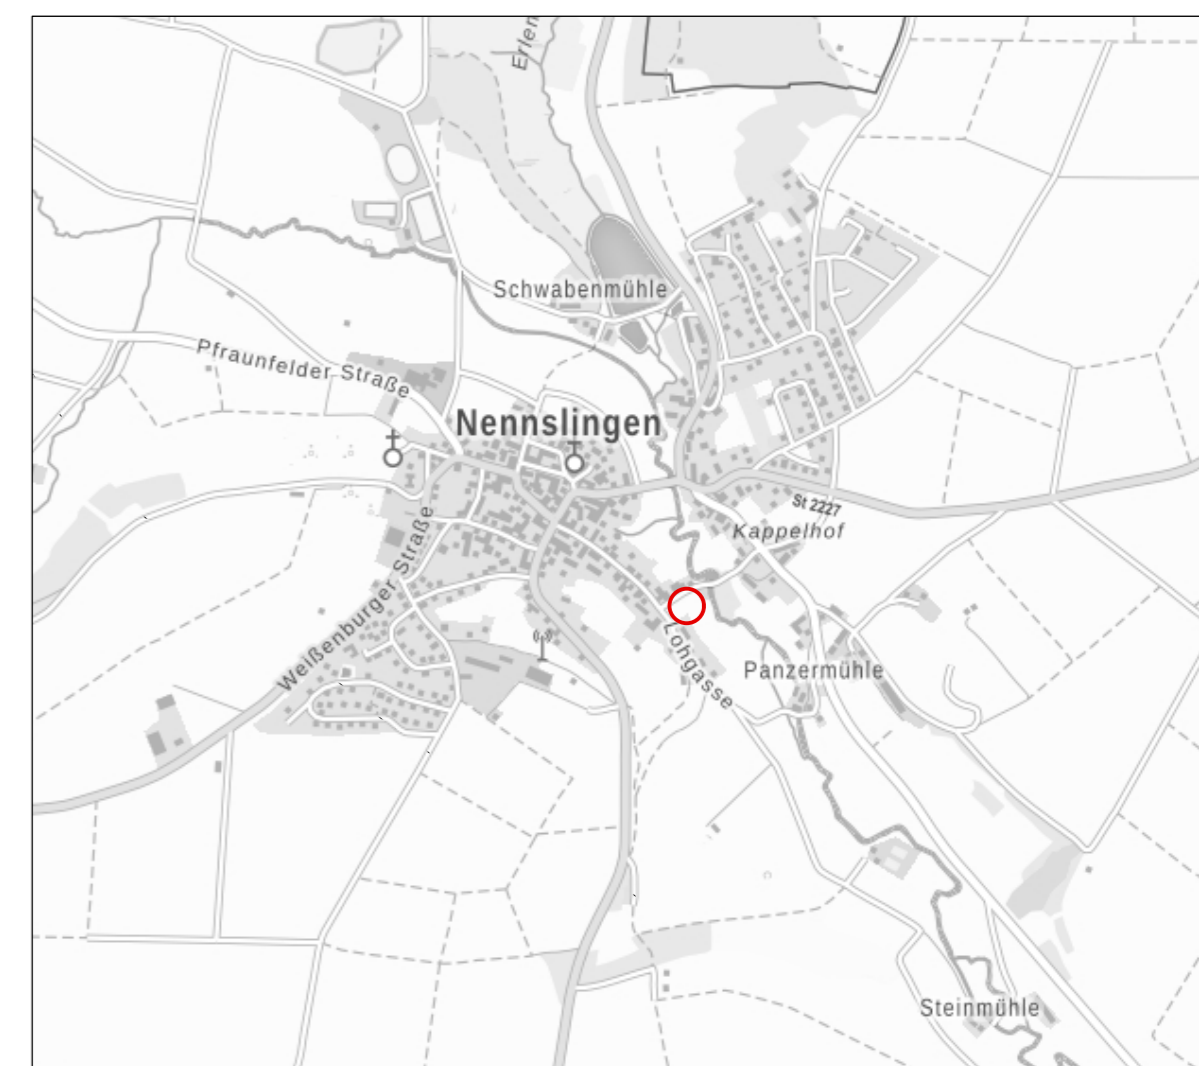 Erlen
Schwabenmühle
Pfraunfelder Straße
Nennslingen
St 2227
Kappelhof
Weißenburger Straße
Lohgasse
Panzermühle
Steinmühle